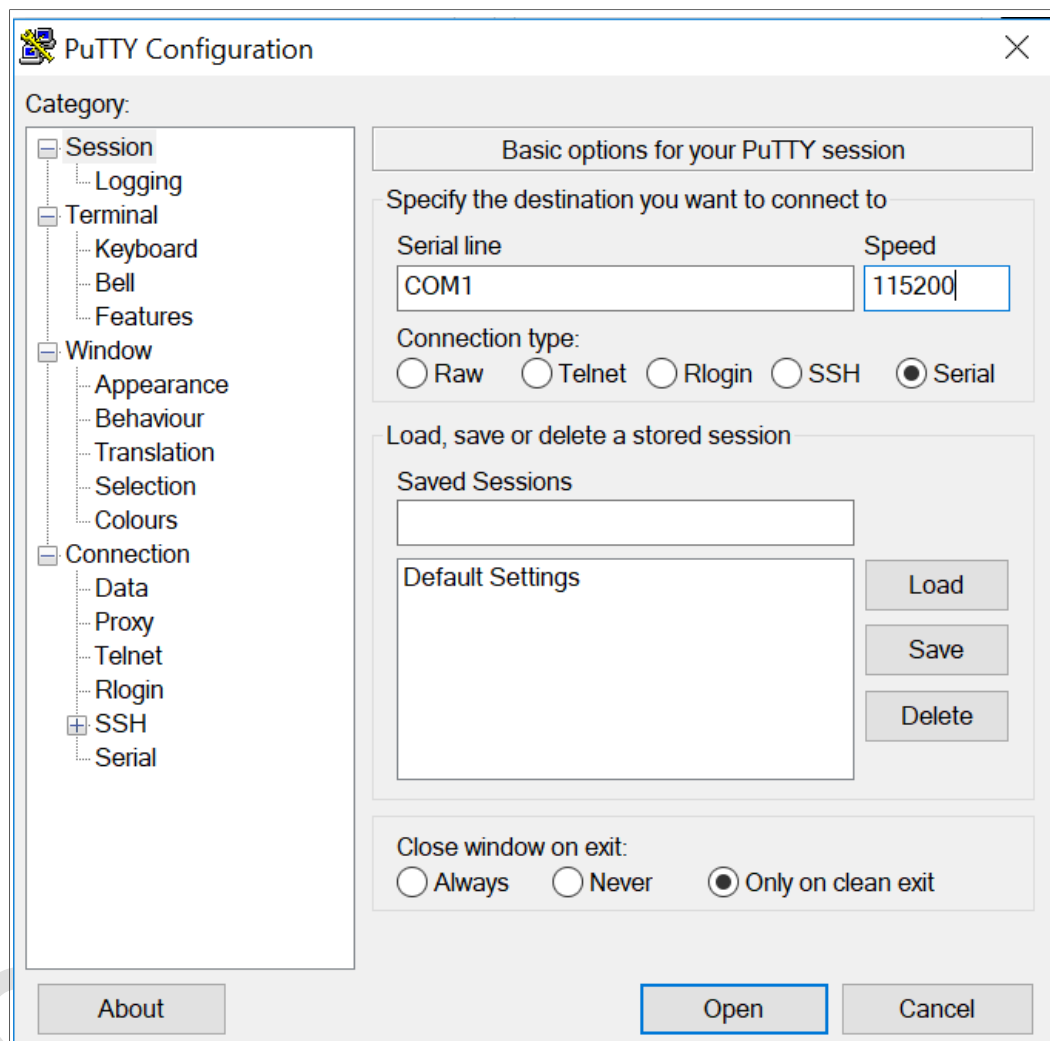 PuTTY Configuration
Category:
Session
Logging
Terminal
Keyboard
Bell
Features
Window
Appearance
Behaviour
Translation
Selection
Colours
Connection
Data
Proxy
Telnet
Rlogin
SSH
Serial
Basic options for your PuTTY session
Specify the destination you want to connect to
Serial line Speed
COM1 115200
Connection type:
Raw Telnet Rlogin SSH Serial
Load, save or delete a stored session
Saved Sessions
Default Settings
Load
Save
Delete
Close window on exit:
Always Never Only on clean exit
About Open Cancel